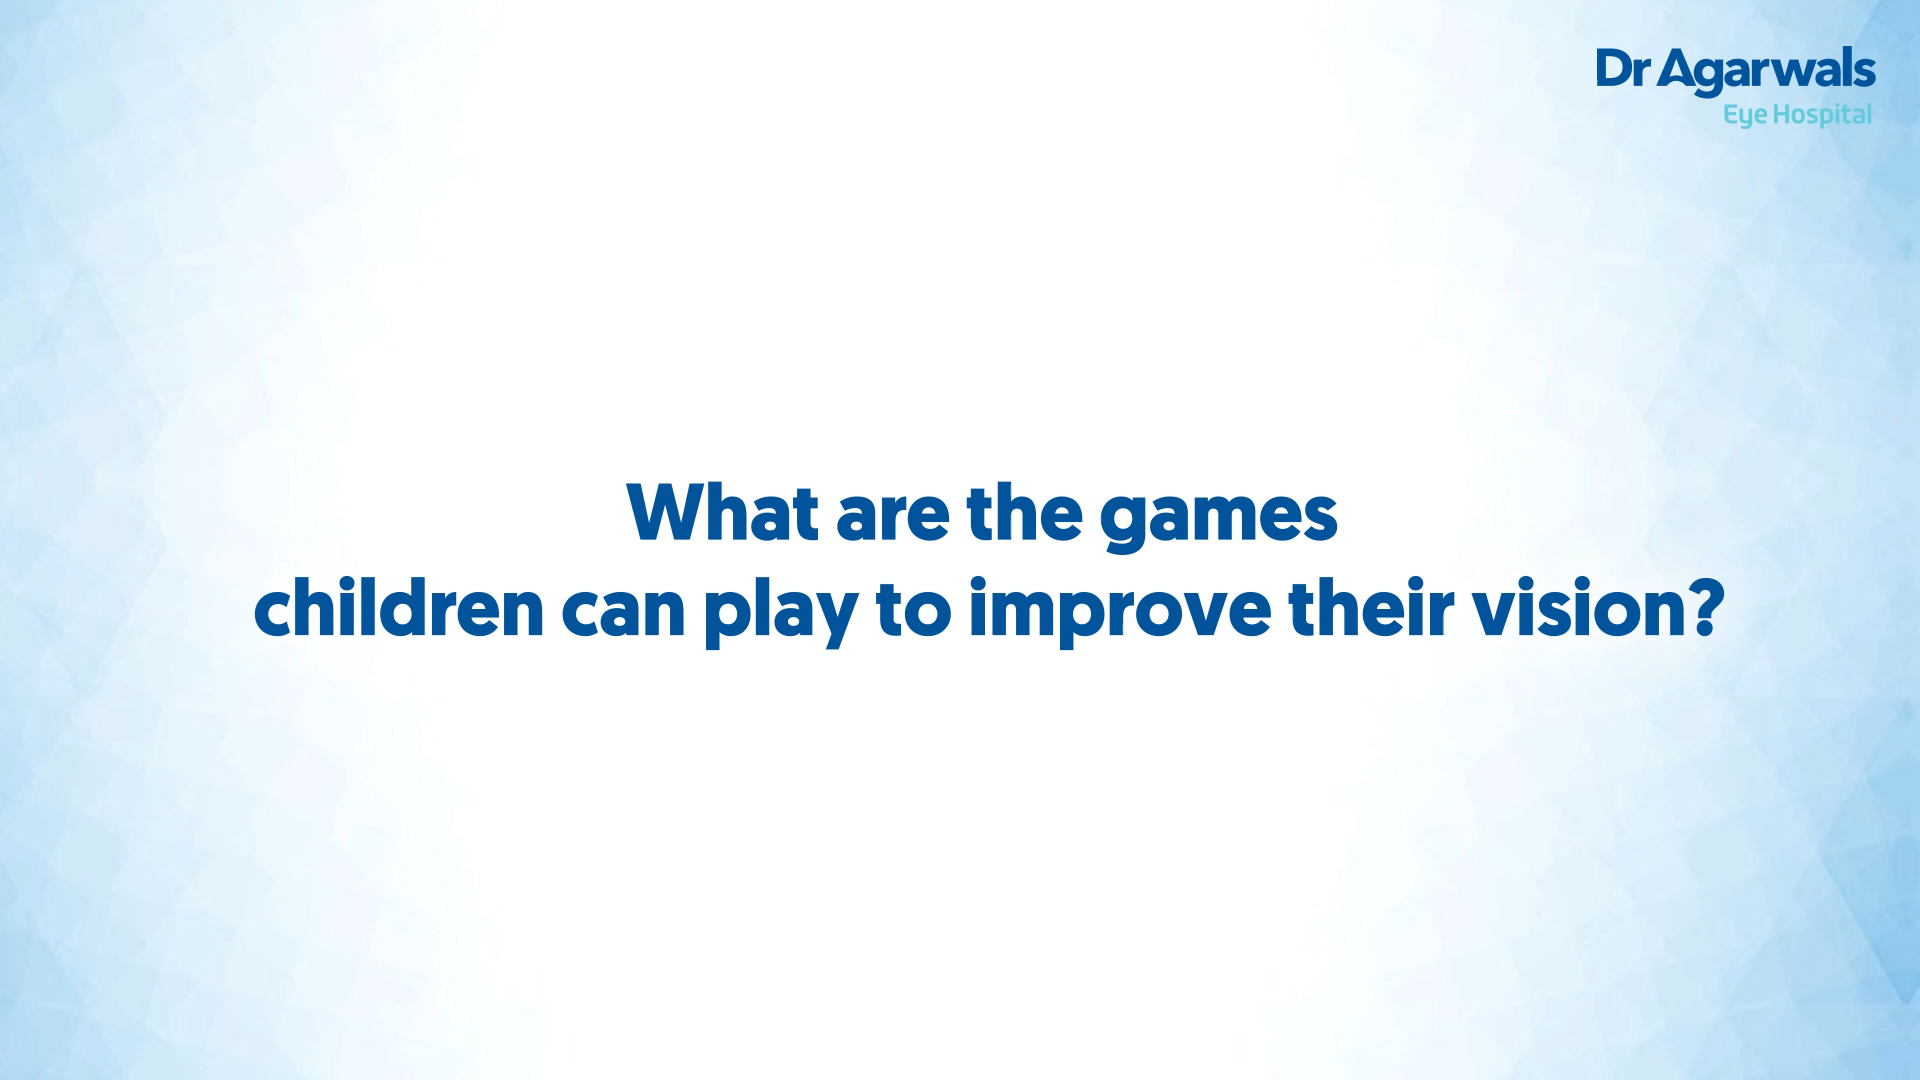 Dr Agarwals
Eye Hospital
What are the games
children can play to improve their vision?